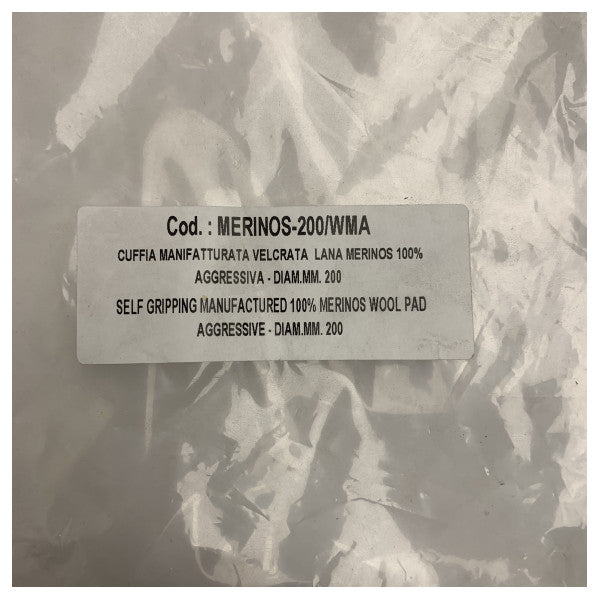 Cod. : MERINOS-200/WMA
CUFFIA MANIFATTURATA VELCRATA LANA MERINOS 100%
AGGRESSIVA - DIAM.MM. 200
SELF GRIPPING MANUFACTURED 100% MERINOS WOOL PAD
AGGRESSIVE - DIAM.MM. 200